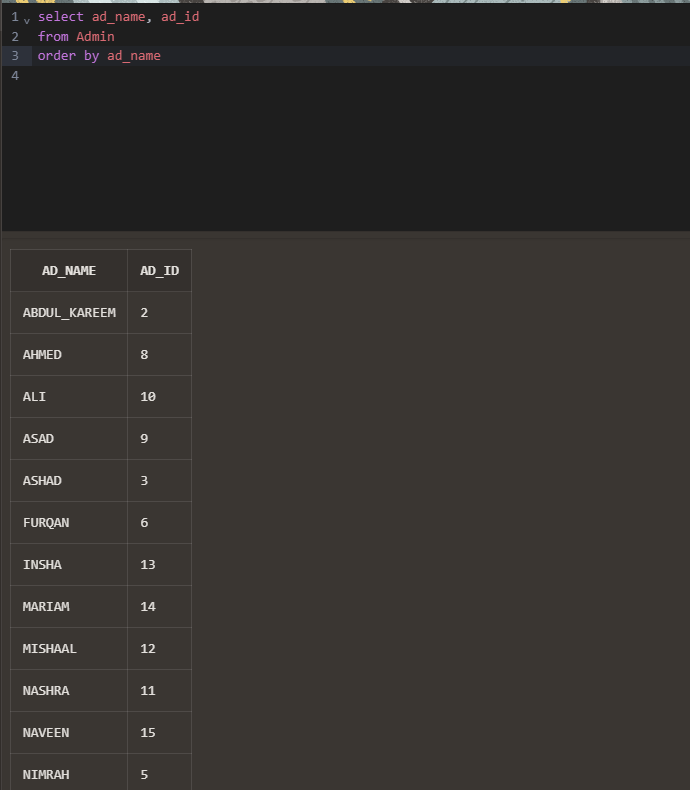 1 select ad_name, ad_id
2 from Admin
3 order by ad_name
4
AD_NAME AD_ID
ABDUL_KAREEM 2
AHMED 8
ALI 10
ASAD 9
ASHAD 3
FURQAN 6
INSHA 13
MARIAM 14
MISHAAL 12
NASHRA 11
NAVEEN 15
NIMRAH 5